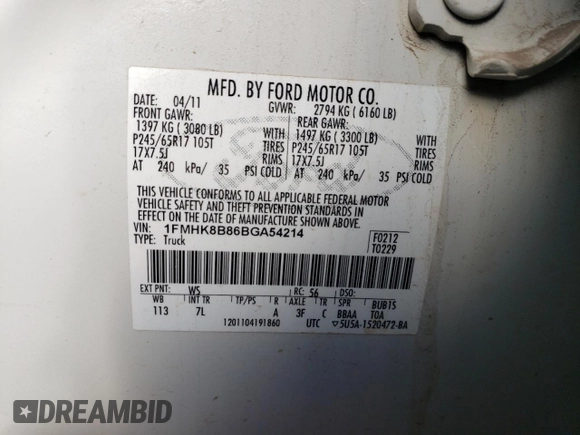 MFD. BY FORD MOTOR CO.
DATE: 04/11 GVWR: 2794 KG ( 6160 LB)
FRONT GAWR: REAR GAWR:
1397 KG ( 3080 LB) WITH 1497 KG ( 3300 LB) WITH
P245/65R17 105T TIRES P245/65R17 105T TIRES
17X7.5J RIMS 17X7.5J RIMS
AT 240 kPa/ 35 PSI COLD AT 240 kPa/ 35 PSI COLD
THIS VEHICLE CONFORMS TO ALL APPLICABLE FEDERAL MOTOR
VEHICLE SAFETY AND THEFT PREVENTION STANDARDS IN
EFFECT ON THE DATE OF MANUFACTURE SHOWN ABOVE.
VIN: 1FMHK8B86BGA54214 F0212
TYPE: Truck T0229
EXT PNT: WS RC: 56 DSO:
WB INT TR TP/PS R AXLE TR SPR BUB15
113 7L A 3F C BBAA TOA
1201104191860 UTC ▽5U5A-1520472-BA
Ford
DREAMBID